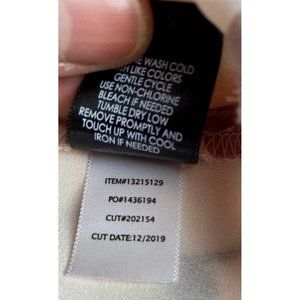 WASH COLD
WITH LIKE COLORS
GENTLE CYCLE
USE NON-CHLORINE
BLEACH IF NEEDED
TUMBLE DRY LOW
REMOVE PROMPTLY AND
TOUCH UP WITH COOL
IRON IF NEEDED
ITEM#13215129
PO#1436194
CUT#202154
CUT DATE:12/2019